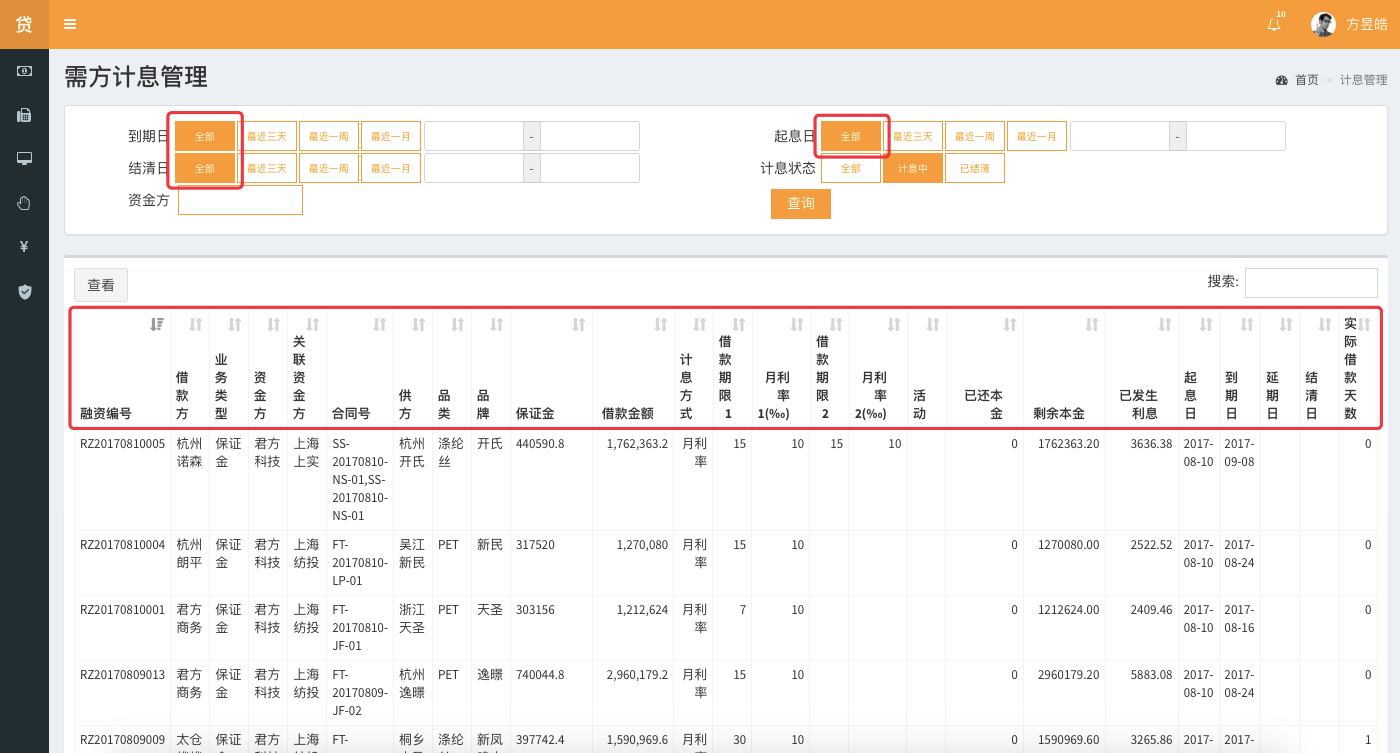 贷
10
方昱皓
需方计息管理
首页 > 计息管理
到期日 全部 最近三天 最近一周 最近一月 -
起息日 全部 最近三天 最近一周 最近一月 -
结清日 全部 最近三天 最近一周 最近一月 -
计息状态 全部 计息中 已结清
资金方
查询
查看
搜索:
融资编号 借款方 业务类型 资金方 关联资金方 合同号 供方 品类 品牌 保证金 借款金额 计息方式 借款期限1 月利率1(‰) 借款期限2 月利率2(‰) 活动 已还本金 剩余本金 已发生利息 起息日 到期日 延期日 结清日 实际借款天数
RZ20170810005 杭州诺森 保证金 君方科技 上海上实 SS-20170810-NS-01,SS-20170810-NS-01 杭州开氏 涤纶丝 开氏 440590.8 1,762,363.2 月利率 15 10 15 10 0 1762363.20 3636.38 2017-08-10 2017-09-08 0
RZ20170810004 杭州朗平 保证金 君方科技 上海纺投 FT-20170810-LP-01 吴江新民 PET 新民 317520 1,270,080 月利率 15 10 0 1270080.00 2522.52 2017-08-10 2017-08-24 0
RZ20170810001 君方商务 保证金 君方科技 上海纺投 FT-20170810-JF-01 浙江天圣 PET 天圣 303156 1,212,624 月利率 7 10 0 1212624.00 2409.46 2017-08-10 2017-08-16 0
RZ20170809013 君方商务 保证金 君方科技 上海纺投 FT-20170809-JF-02 杭州逸暻 PET 逸暻 740044.8 2,960,179.2 月利率 15 10 0 2960179.20 5883.08 2017-08-10 2017-08-24 0
RZ20170809009 太仓 保证 君方 上海 FT- 桐乡 涤纶 新凤 397742.4 1,590,969.6 月利 30 10 0 1590969.60 3265.86 2017- 2017- 1